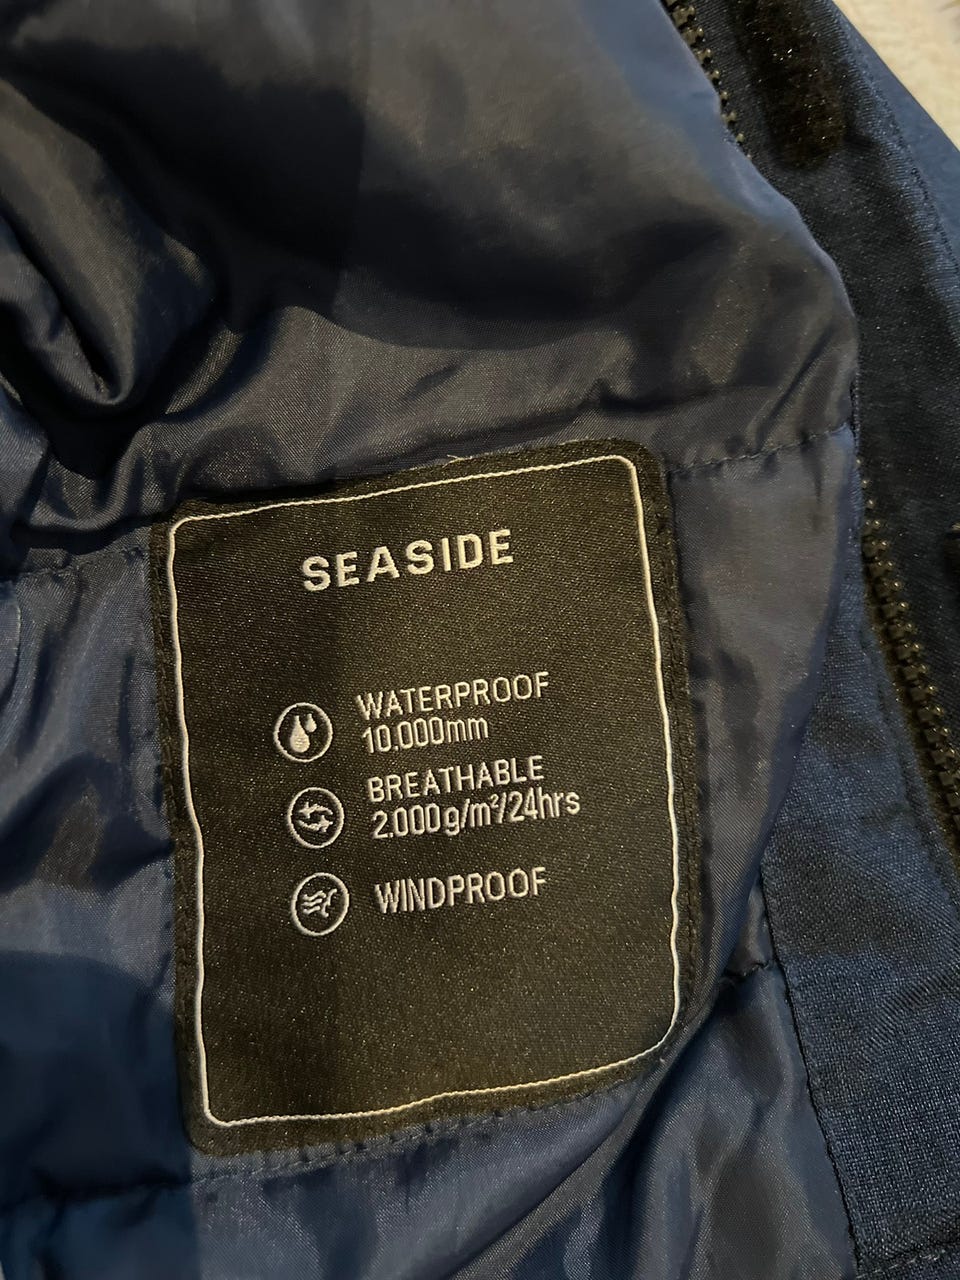 SEASIDE
WATERPROOF
10.000mm
BREATHABLE
2.000g/m²/24hrs
WINDPROOF